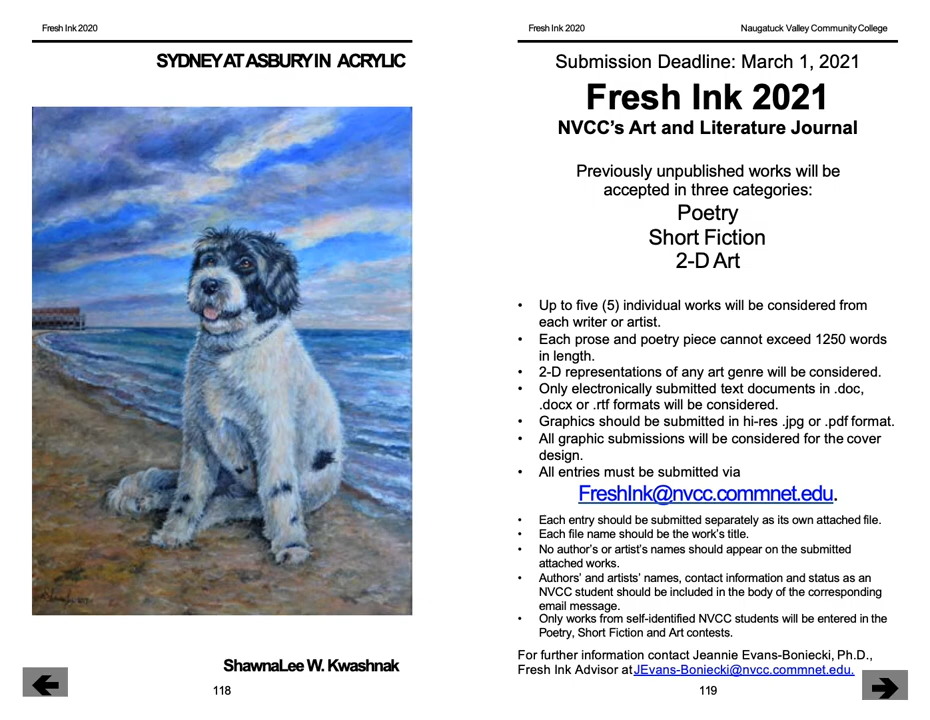 Fresh Ink 2020
SYDNEY AT ASBURY IN ACRYLIC
ShawnaLee W. Kwashnak
118
Fresh Ink 2020 Naugatuck Valley Community College
Submission Deadline: March 1, 2021
Fresh Ink 2021
NVCC's Art and Literature Journal
Previously unpublished works will be
accepted in three categories:
Poetry
Short Fiction
2-D Art
• Up to five (5) individual works will be considered from
each writer or artist.
• Each prose and poetry piece cannot exceed 1250 words
in length.
• 2-D representations of any art genre will be considered.
• Only electronically submitted text documents in .doc,
.docx or .rtf formats will be considered.
• Graphics should be submitted in hi-res .jpg or .pdf format.
• All graphic submissions will be considered for the cover
design.
• All entries must be submitted via
FreshInk@nvcc.commnet.edu.
• Each entry should be submitted separately as its own attached file.
• Each file name should be the work's title.
• No author's or artist's names should appear on the submitted
attached works.
• Authors' and artists' names, contact information and status as an
NVCC student should be included in the body of the corresponding
email message.
• Only works from self-identified NVCC students will be entered in the
Poetry, Short Fiction and Art contests.
For further information contact Jeannie Evans-Boniecki, Ph.D.,
Fresh Ink Advisor at JEvans-Boniecki@nvcc.commnet.edu.
119